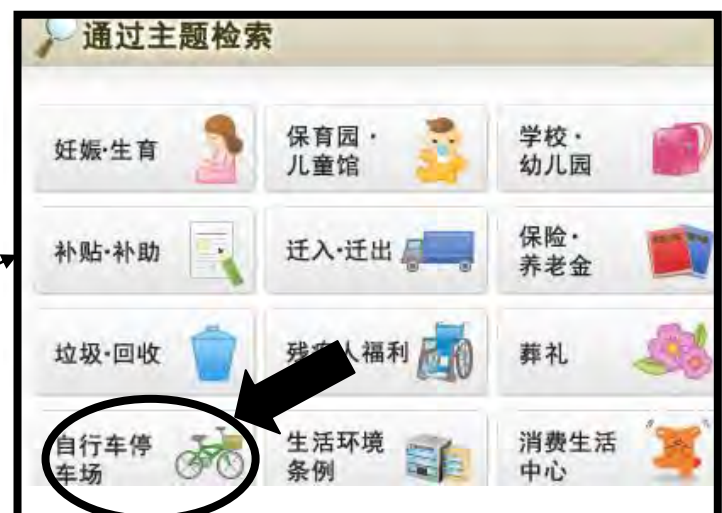 通过主题检索
妊娠·生育
保育园·
儿童馆
学校·
幼儿园
补贴·补助
迁入·迁出
保险·
养老金
垃圾·回收
残疾人福利
葬礼
自行车停
车场
生活环境
条例
消费生活
中心